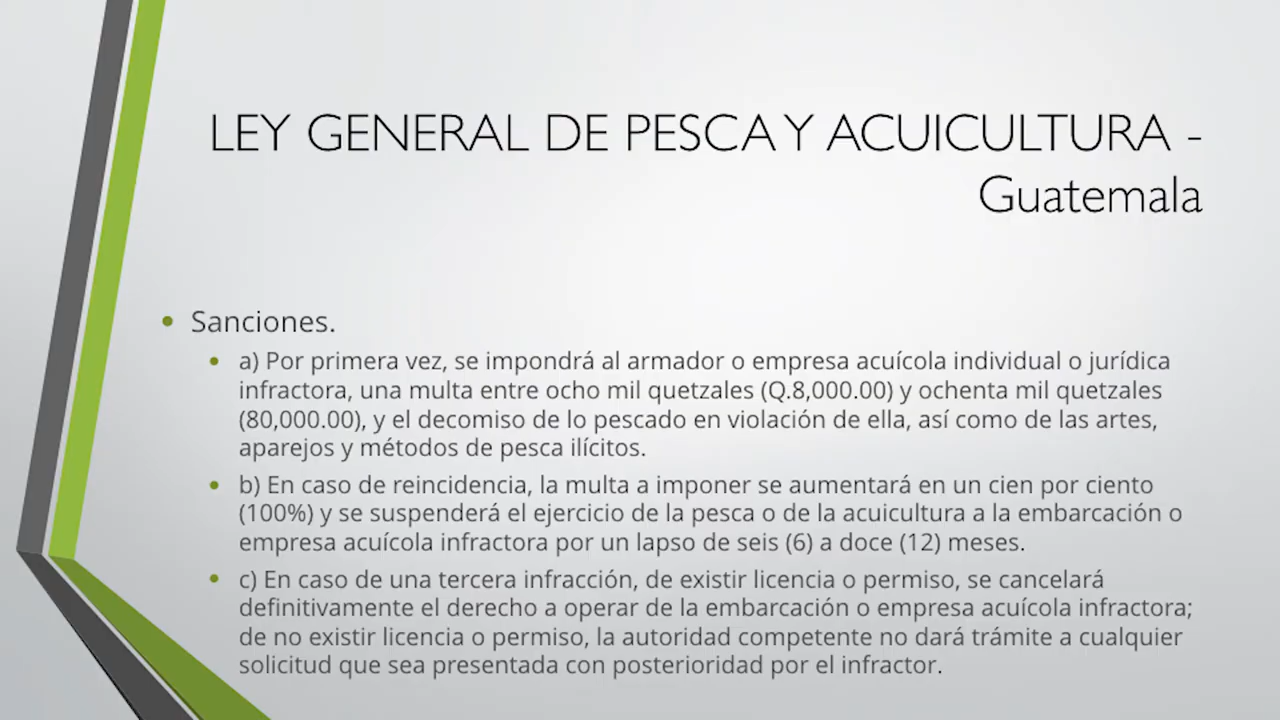 LEY GENERAL DE PESCA Y ACUICULTURA -
Guatemala
• Sanciones.
• a) Por primera vez, se impondrá al armador o empresa acuícola individual o jurídica
infractora, una multa entre ocho mil quetzales (Q.8,000.00) y ochenta mil quetzales
(80,000.00), y el decomiso de lo pescado en violación de ella, así como de las artes,
aparejos y métodos de pesca ilícitos.
• b) En caso de reincidencia, la multa a imponer se aumentará en un cien por ciento
(100%) y se suspenderá el ejercicio de la pesca o de la acuicultura a la embarcación o
empresa acuícola infractora por un lapso de seis (6) a doce (12) meses.
• c) En caso de una tercera infracción, de existir licencia o permiso, se cancelará
definitivamente el derecho a operar de la embarcación o empresa acuícola infractora;
de no existir licencia o permiso, la autoridad competente no dará trámite a cualquier
solicitud que sea presentada con posterioridad por el infractor.